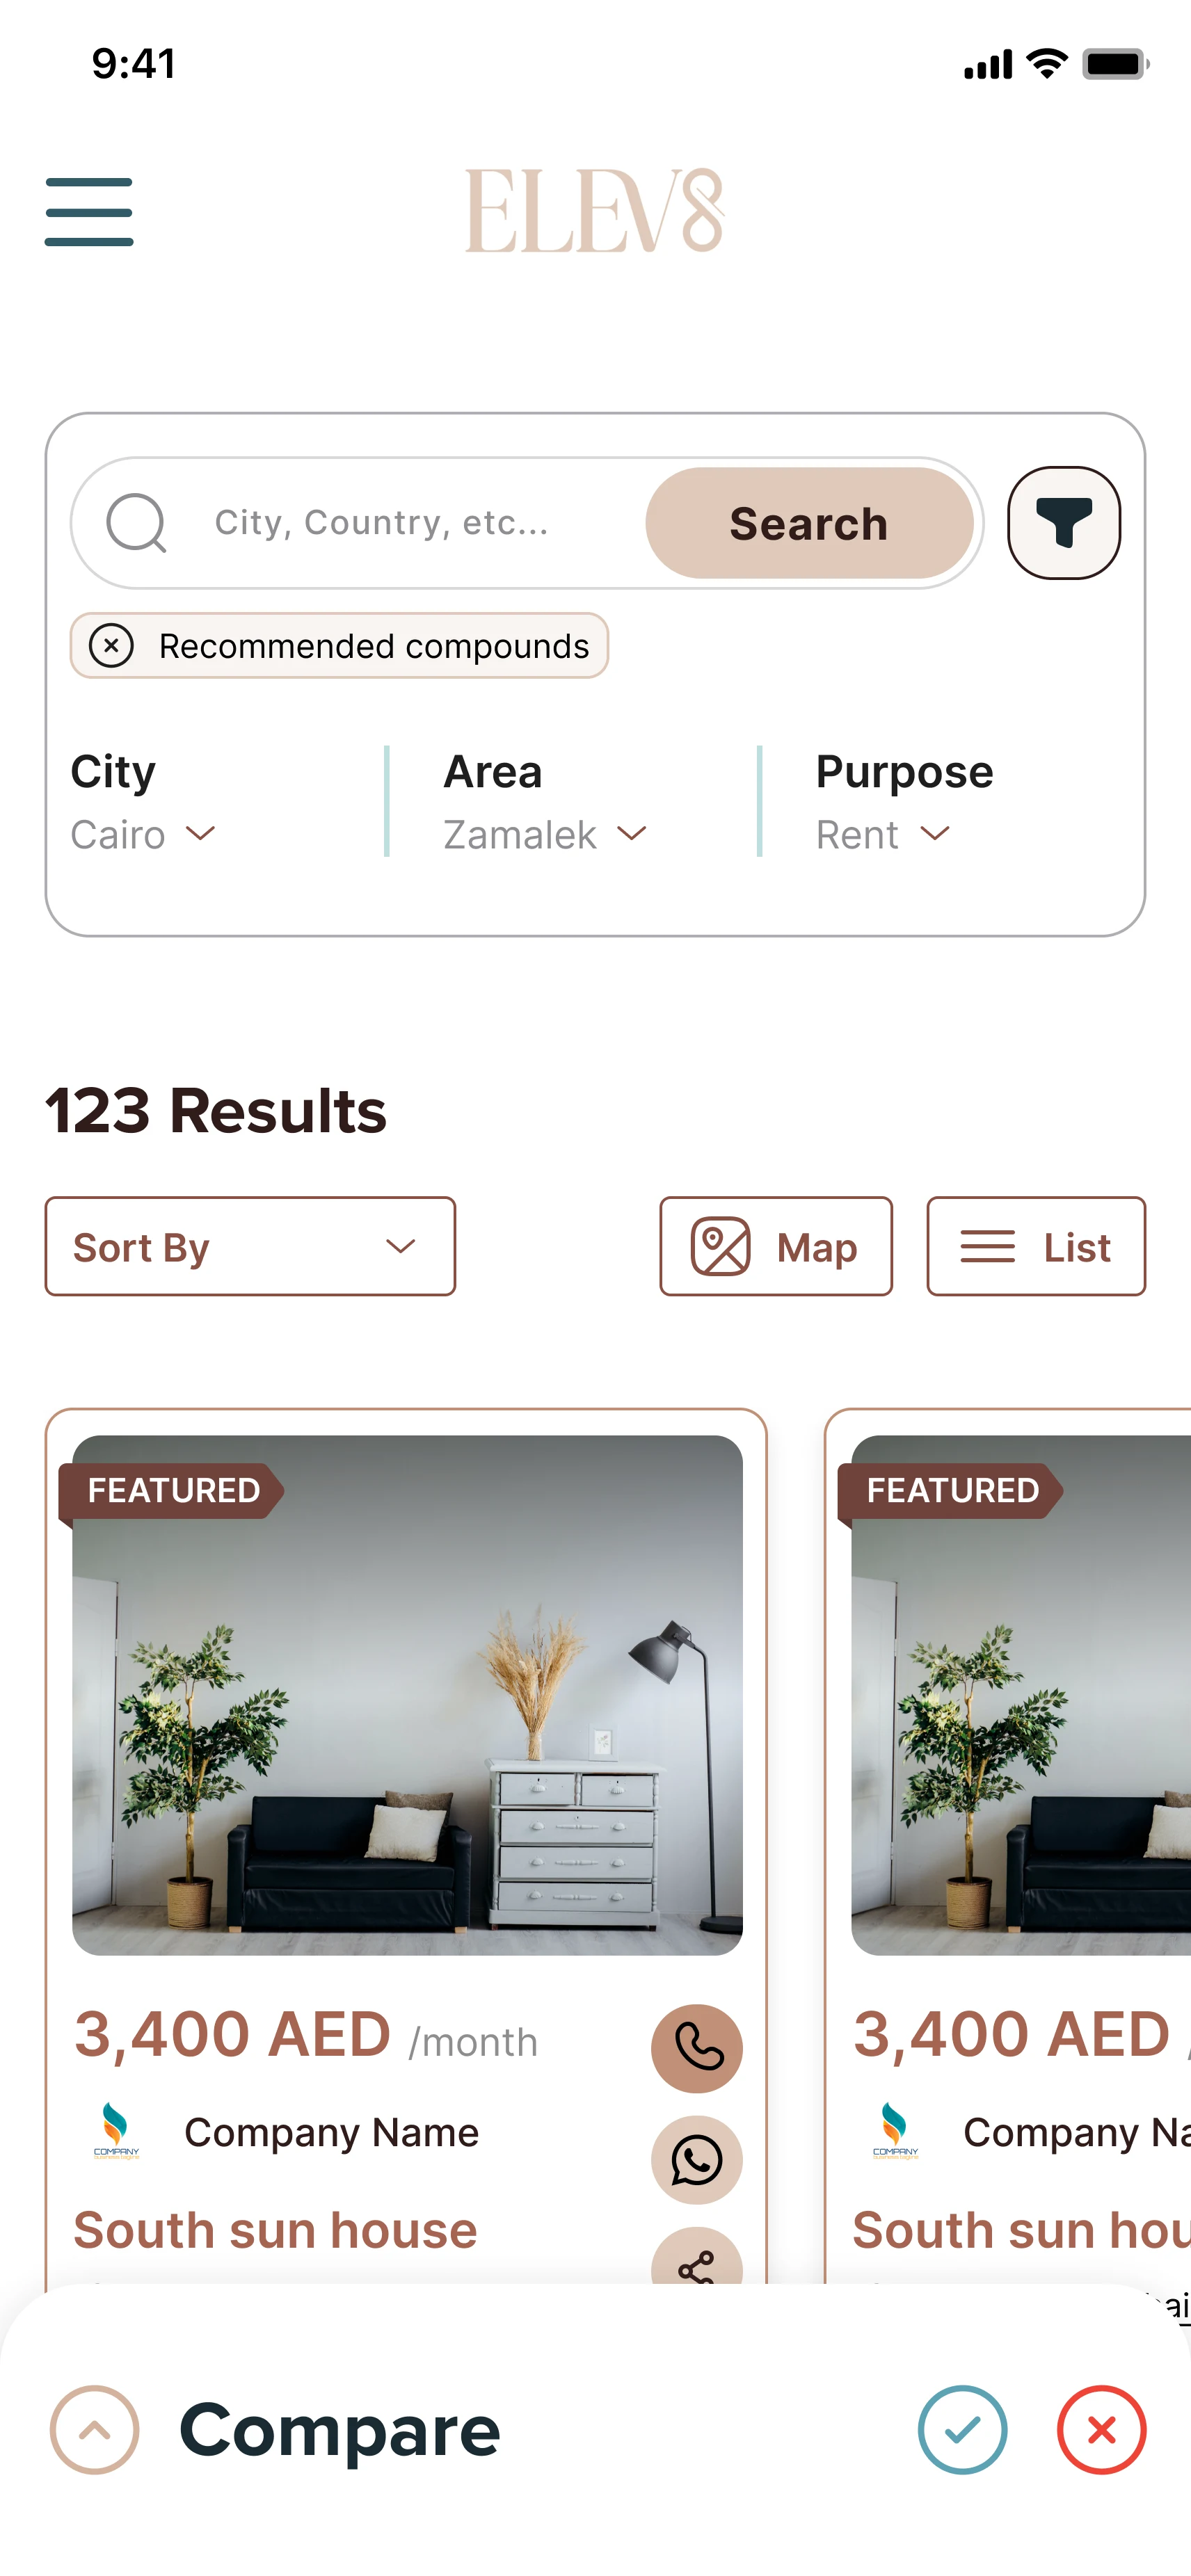 9:41
ELEV8
City, Country, etc...
Search
Recommended compounds
City
Area
Purpose
Cairo
Zamalek
Rent
123 Results
Sort By
Map
List
FEATURED
FEATURED
3,400 AED /month
3,400 AED
COMPANY
Company Name
COMPANY
Company Na
South sun house
South sun hou
Compare